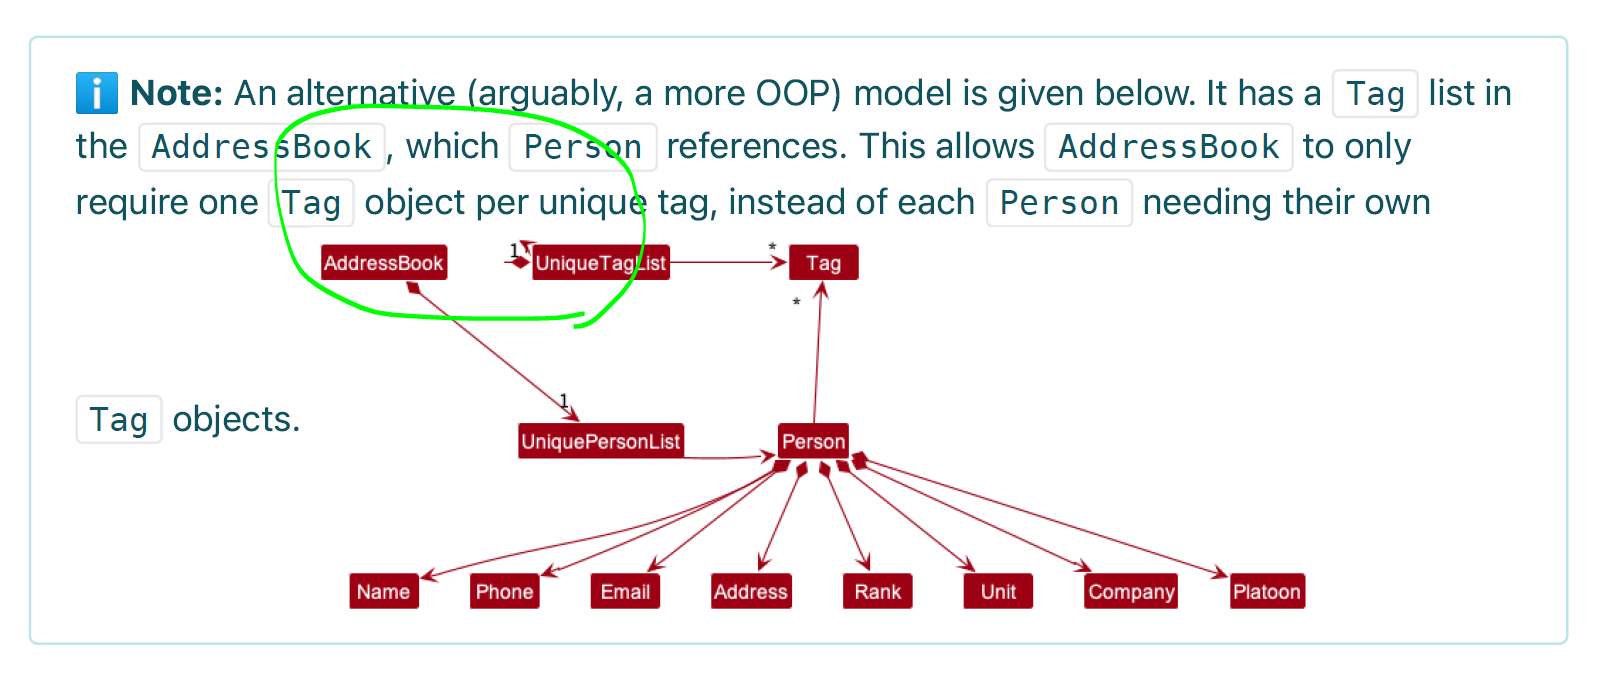 ℹ Note: An alternative (arguably, a more OOP) model is given below. It has a Tag list in
the AddressBook, which Person references. This allows AddressBook to only
require one Tag object per unique tag, instead of each Person needing their own
1
*
AddressBook
UniqueTagList
Tag
*
1
Tag objects.
UniquePersonList
Person
Name
Phone
Email
Address
Rank
Unit
Company
Platoon